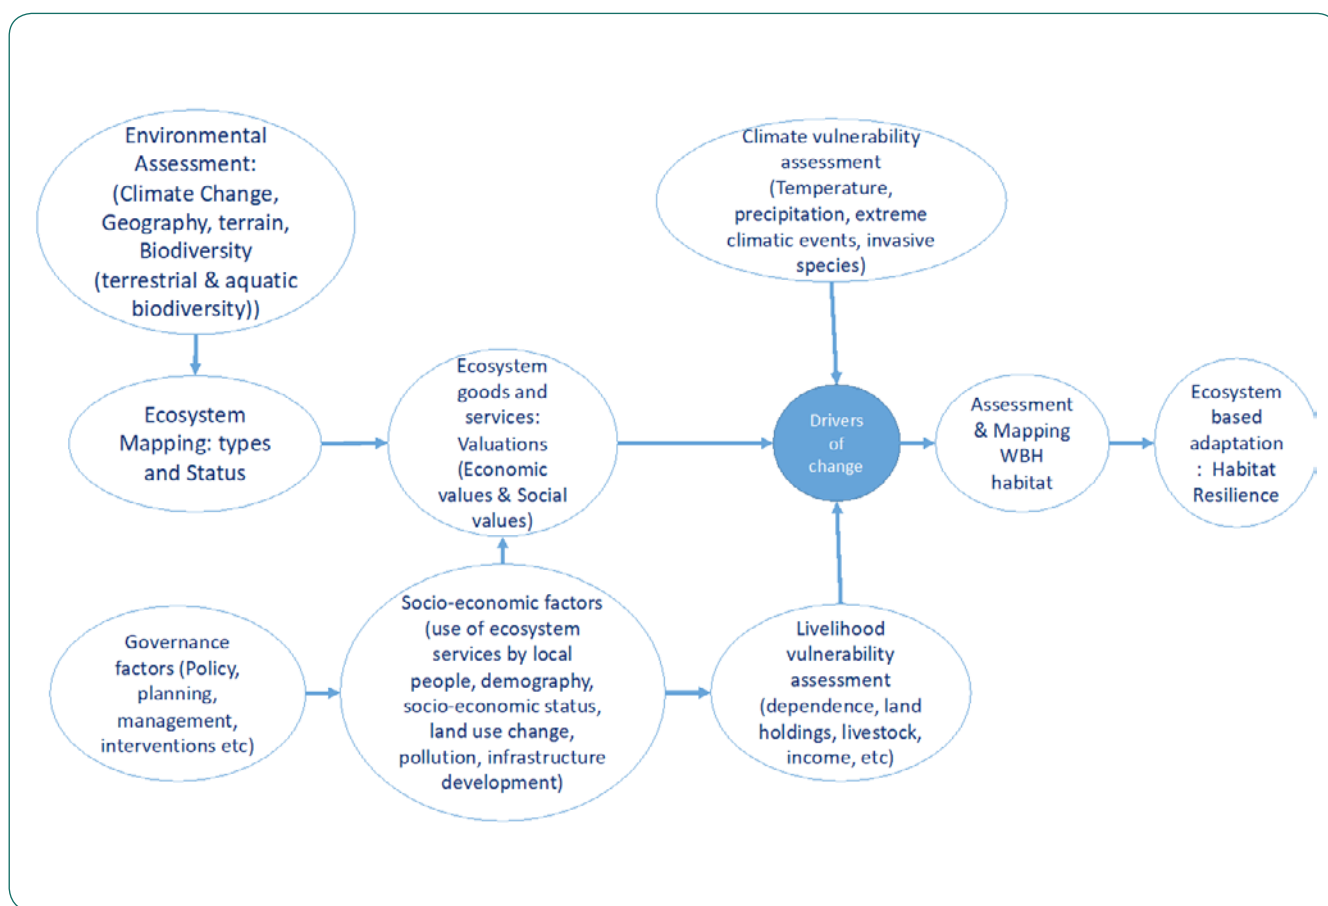 Environmental
Assessment:
(Climate Change,
Geography, terrain,
Biodiversity
(terrestrial & aquatic
biodiversity))
Climate vulnerability
assessment
(Temperature,
precipitation, extreme
climatic events, invasive
species)
Ecosystem
Mapping: types
and Status
Ecosystem
goods and
services:
Valuations
(Economic
values & Social
values)
Drivers
of
change
Assessment
& Mapping
WBH
habitat
Ecosystem
based
adaptation
: Habitat
Resilience
Governance
factors (Policy,
planning,
management,
interventions etc)
Socio-economic factors
(use of ecosystem
services by local
people, demography,
socio-economic status,
land use change,
pollution, infrastructure
development)
Livelihood
vulnerability
assessment
(dependence, land
holdings, livestock,
income, etc)